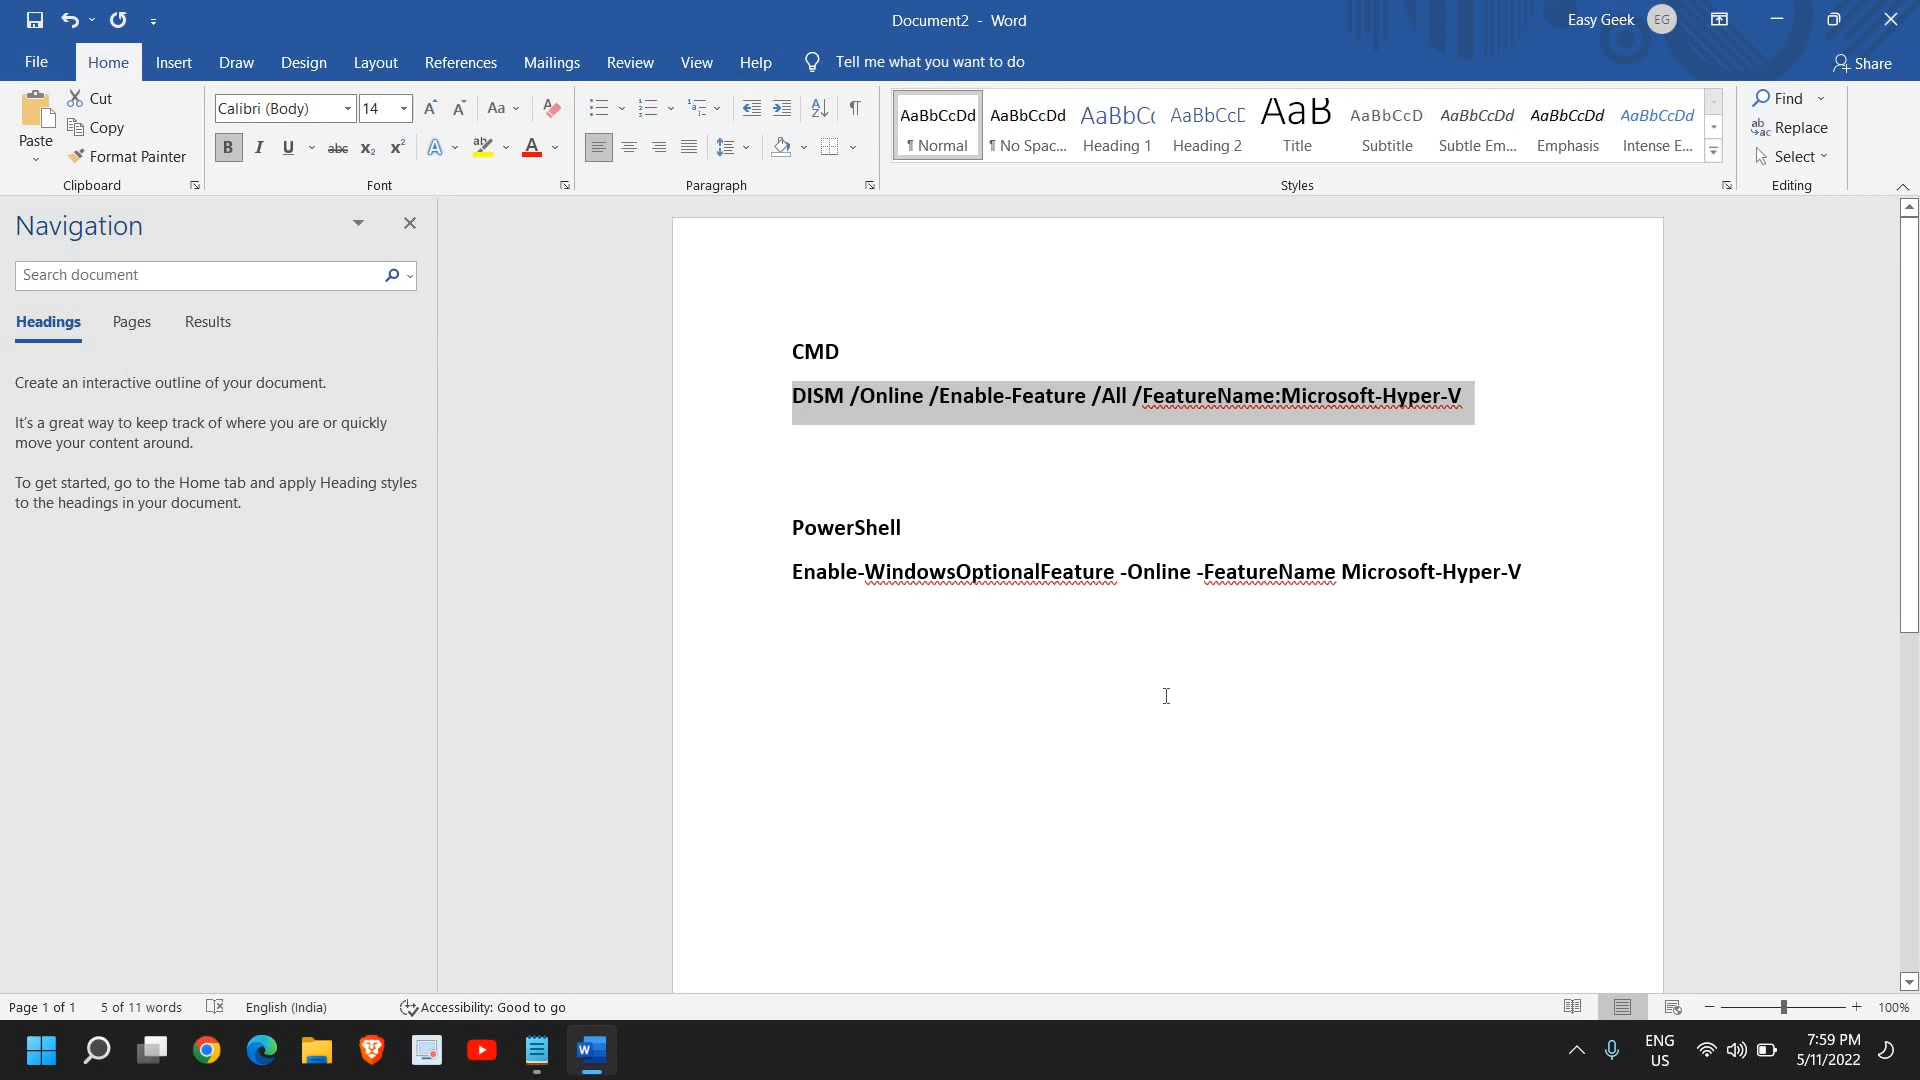 Document2 - Word
Easy Geek EG
File Home Insert Draw Design Layout References Mailings Review View Help Tell me what you want to do Share
Paste
Cut
Copy
Format Painter
Clipboard
Calibri (Body) 14
Font
Paragraph
AaBbCcDd AaBbCcDd AaBbC( AaBbCcC AaB AaBbCcD AaBbCcDd AaBbCcDd AaBbCcDd
¶ Normal ¶ No Spac... Heading 1 Heading 2 Title Subtitle Subtle Em... Emphasis Intense E...
Styles
Find
Replace
Select
Editing
Navigation
Search document
Headings Pages Results
Create an interactive outline of your document.
It's a great way to keep track of where you are or quickly
move your content around.
To get started, go to the Home tab and apply Heading styles
to the headings in your document.
CMD
DISM /Online /Enable-Feature /All /FeatureName:Microsoft-Hyper-V
PowerShell
Enable-WindowsOptionalFeature -Online -FeatureName Microsoft-Hyper-V
Page 1 of 1 5 of 11 words English (India) Accessibility: Good to go 100%
ENG
US
7:59 PM
5/11/2022